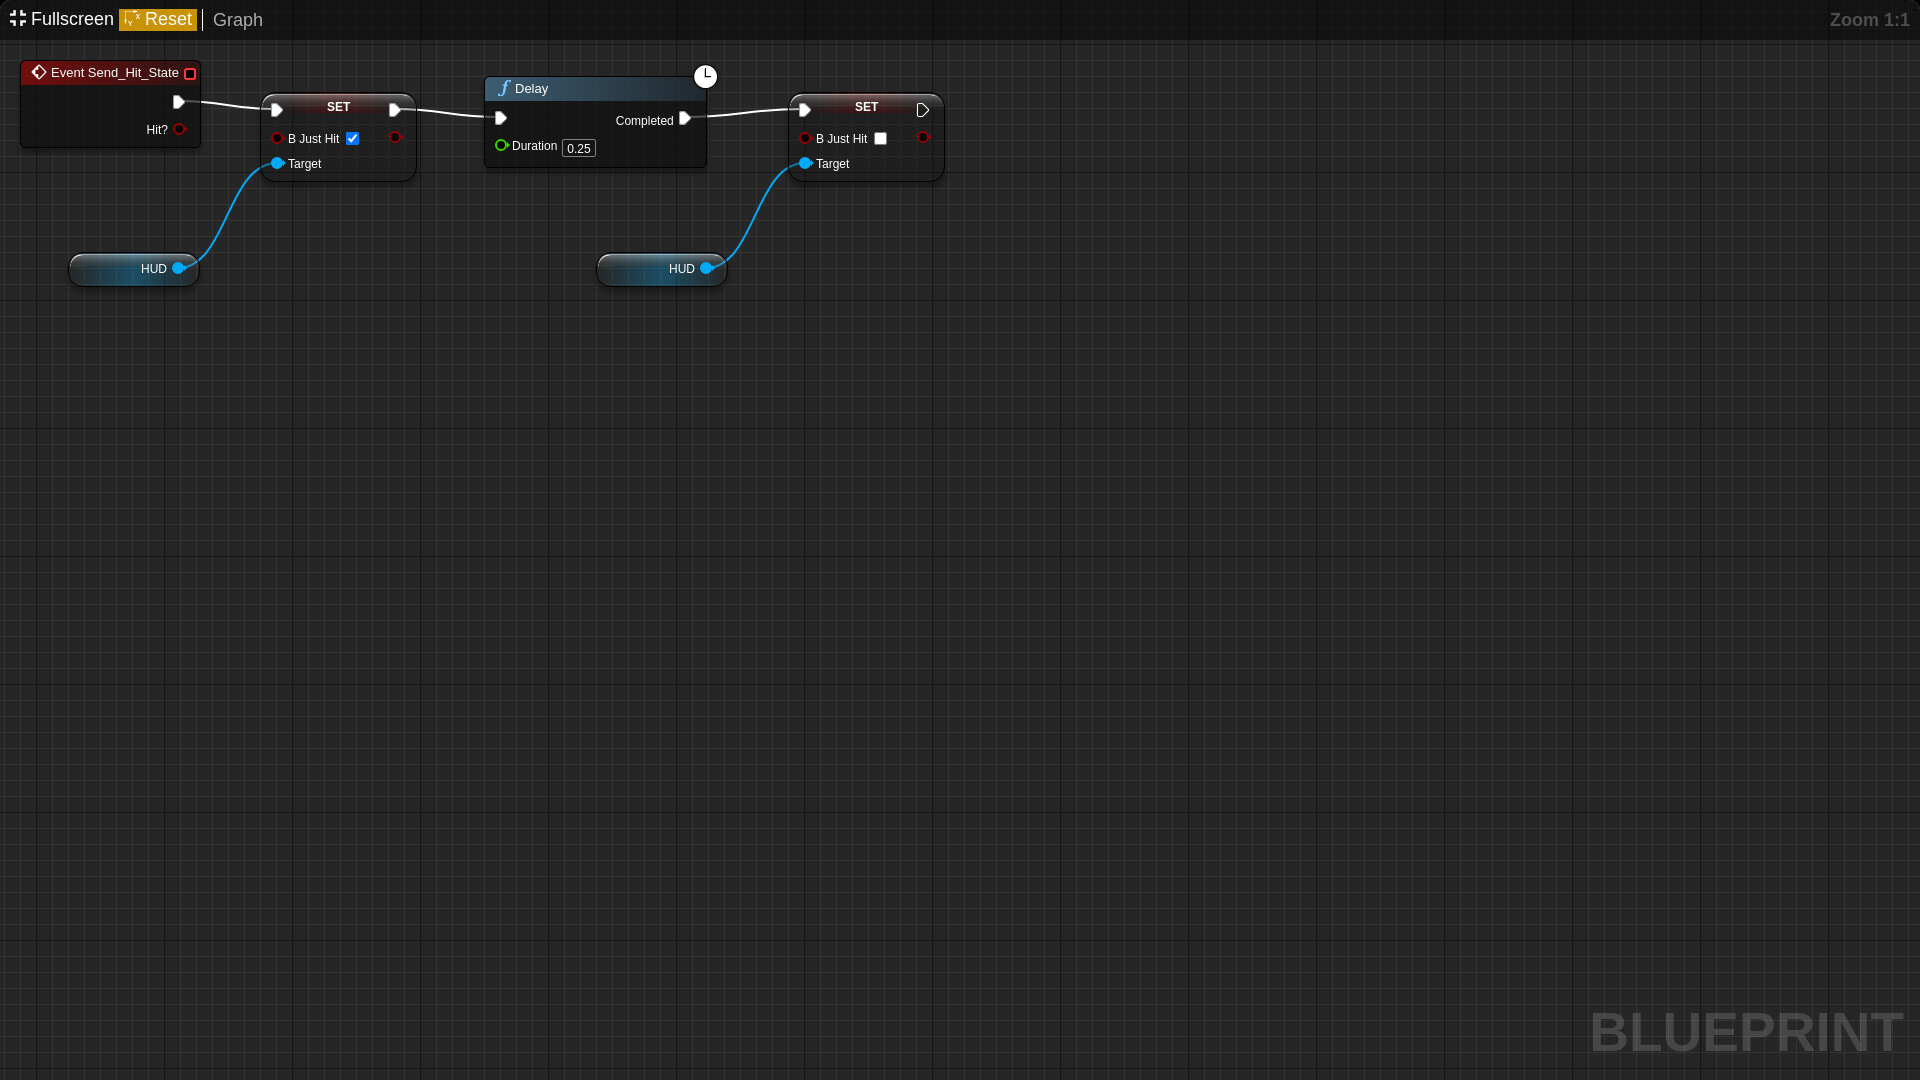 Fullscreen Reset Graph Zoom 1:1
Event Send_Hit_State
Hit?
SET
B Just Hit
Target
HUD
Delay
Completed
Duration 0.25
SET
B Just Hit
Target
HUD
BLUEPRINT